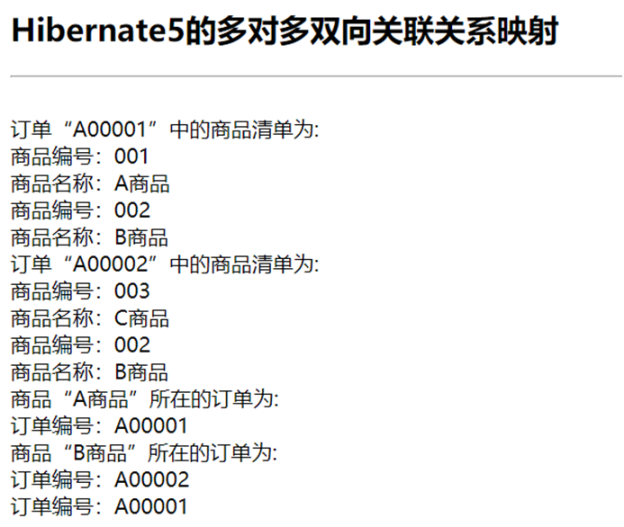 Hibernate5的多对多双向关联关系映射
订单“A00001”中的商品清单为:
商品编号：001
商品名称：A商品
商品编号：002
商品名称：B商品
订单“A00002”中的商品清单为:
商品编号：003
商品名称：C商品
商品编号：002
商品名称：B商品
商品“A商品”所在的订单为:
订单编号：A00001
商品“B商品”所在的订单为:
订单编号：A00002
订单编号：A00001